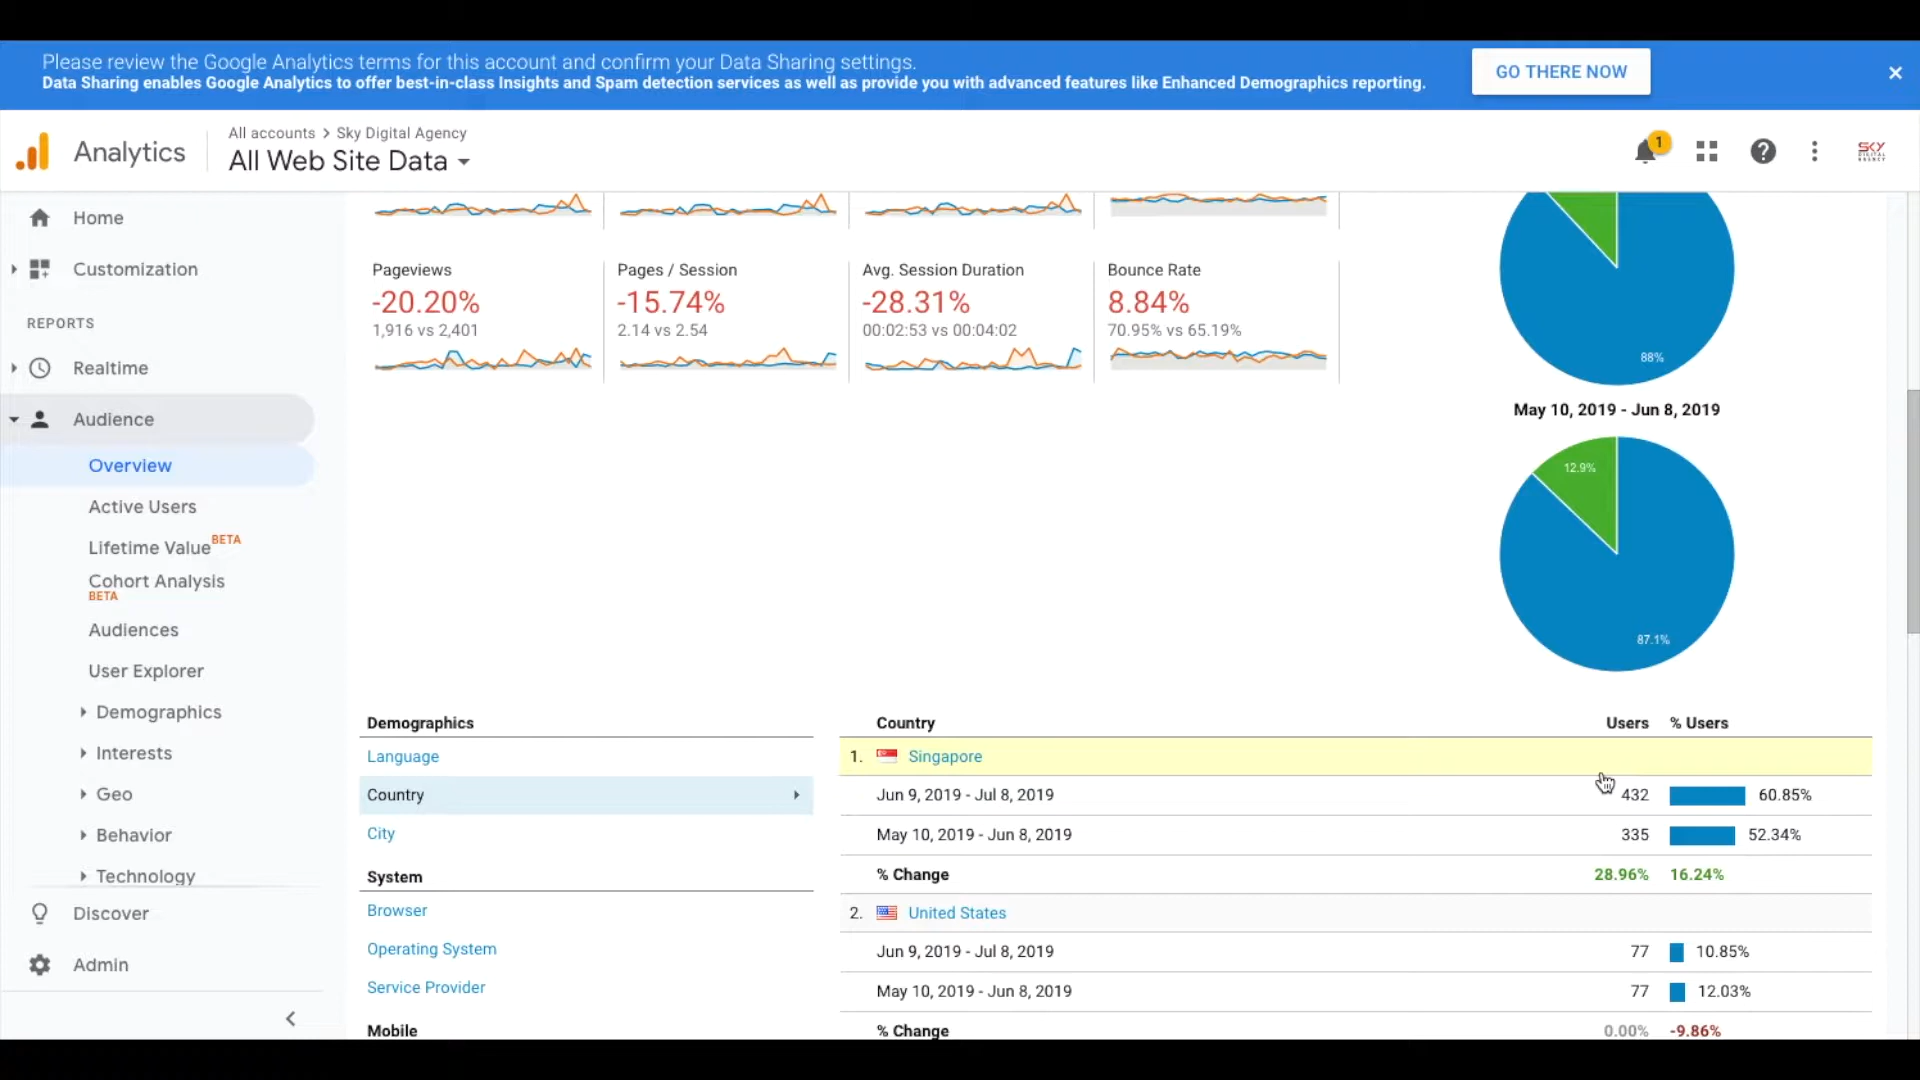 Please review the Google Analytics terms for this account and confirm your Data Sharing settings.
Data Sharing enables Google Analytics to offer best-in-class Insights and Spam detection services as well as provide you with advanced features like Enhanced Demographics reporting.
GO THERE NOW
Analytics
All accounts > Sky Digital Agency
All Web Site Data
1
SKY
DIGITAL
AGENCY
Home
Customization
REPORTS
Realtime
Audience
Overview
Active Users
Lifetime Value BETA
Cohort Analysis
BETA
Audiences
User Explorer
Demographics
Interests
Geo
Behavior
Technology
Discover
Admin
Pageviews
-20.20%
1,916 vs 2,401
Pages / Session
-15.74%
2.14 vs 2.54
Avg. Session Duration
-28.31%
00:02:53 vs 00:04:02
Bounce Rate
8.84%
70.95% vs 65.19%
88%
May 10, 2019 - Jun 8, 2019
12.9%
87.1%
Demographics
Language
Country
City
System
Browser
Operating System
Service Provider
Mobile
Country Users % Users
1. Singapore
Jun 9, 2019 - Jul 8, 2019 432 60.85%
May 10, 2019 - Jun 8, 2019 335 52.34%
% Change 28.96% 16.24%
2. United States
Jun 9, 2019 - Jul 8, 2019 77 10.85%
May 10, 2019 - Jun 8, 2019 77 12.03%
% Change 0.00% -9.86%